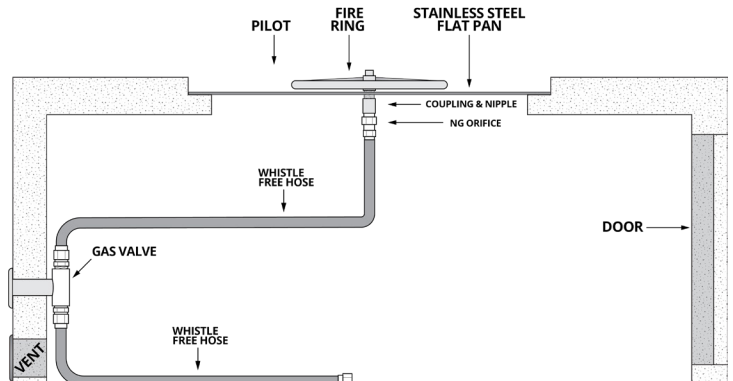 PILOT
FIRE
RING
STAINLESS STEEL
FLAT PAN
COUPLING & NIPPLE
NG ORIFICE
WHISTLE
FREE HOSE
DOOR
GAS VALVE
WHISTLE
FREE HOSE
VENT